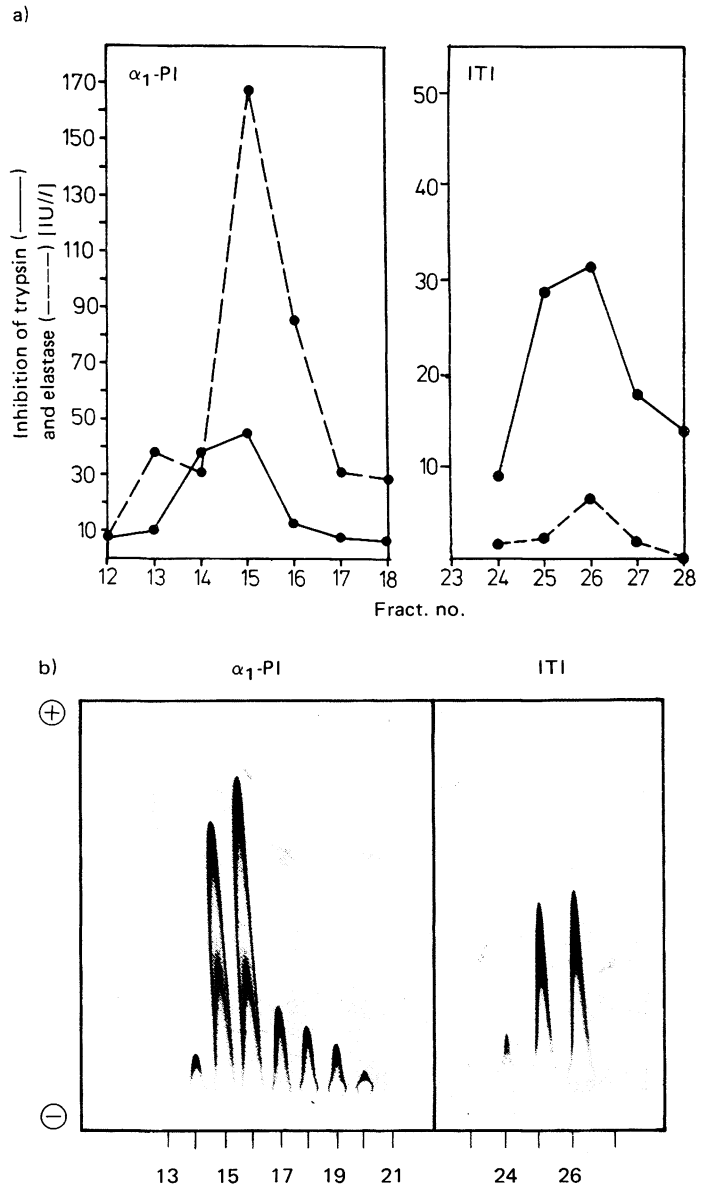 a)
α1-PI
ITI
Inhibition of trypsin (———)
and elastase (– – – –) [IU//]
170
150
130
110
90
70
50
30
10
50
40
30
20
10
12 13 14 15 16 17 18
23 24 25 26 27 28
Fract. no.
b)
α1-PI
ITI
+
−
13 15 17 19 21
24 26